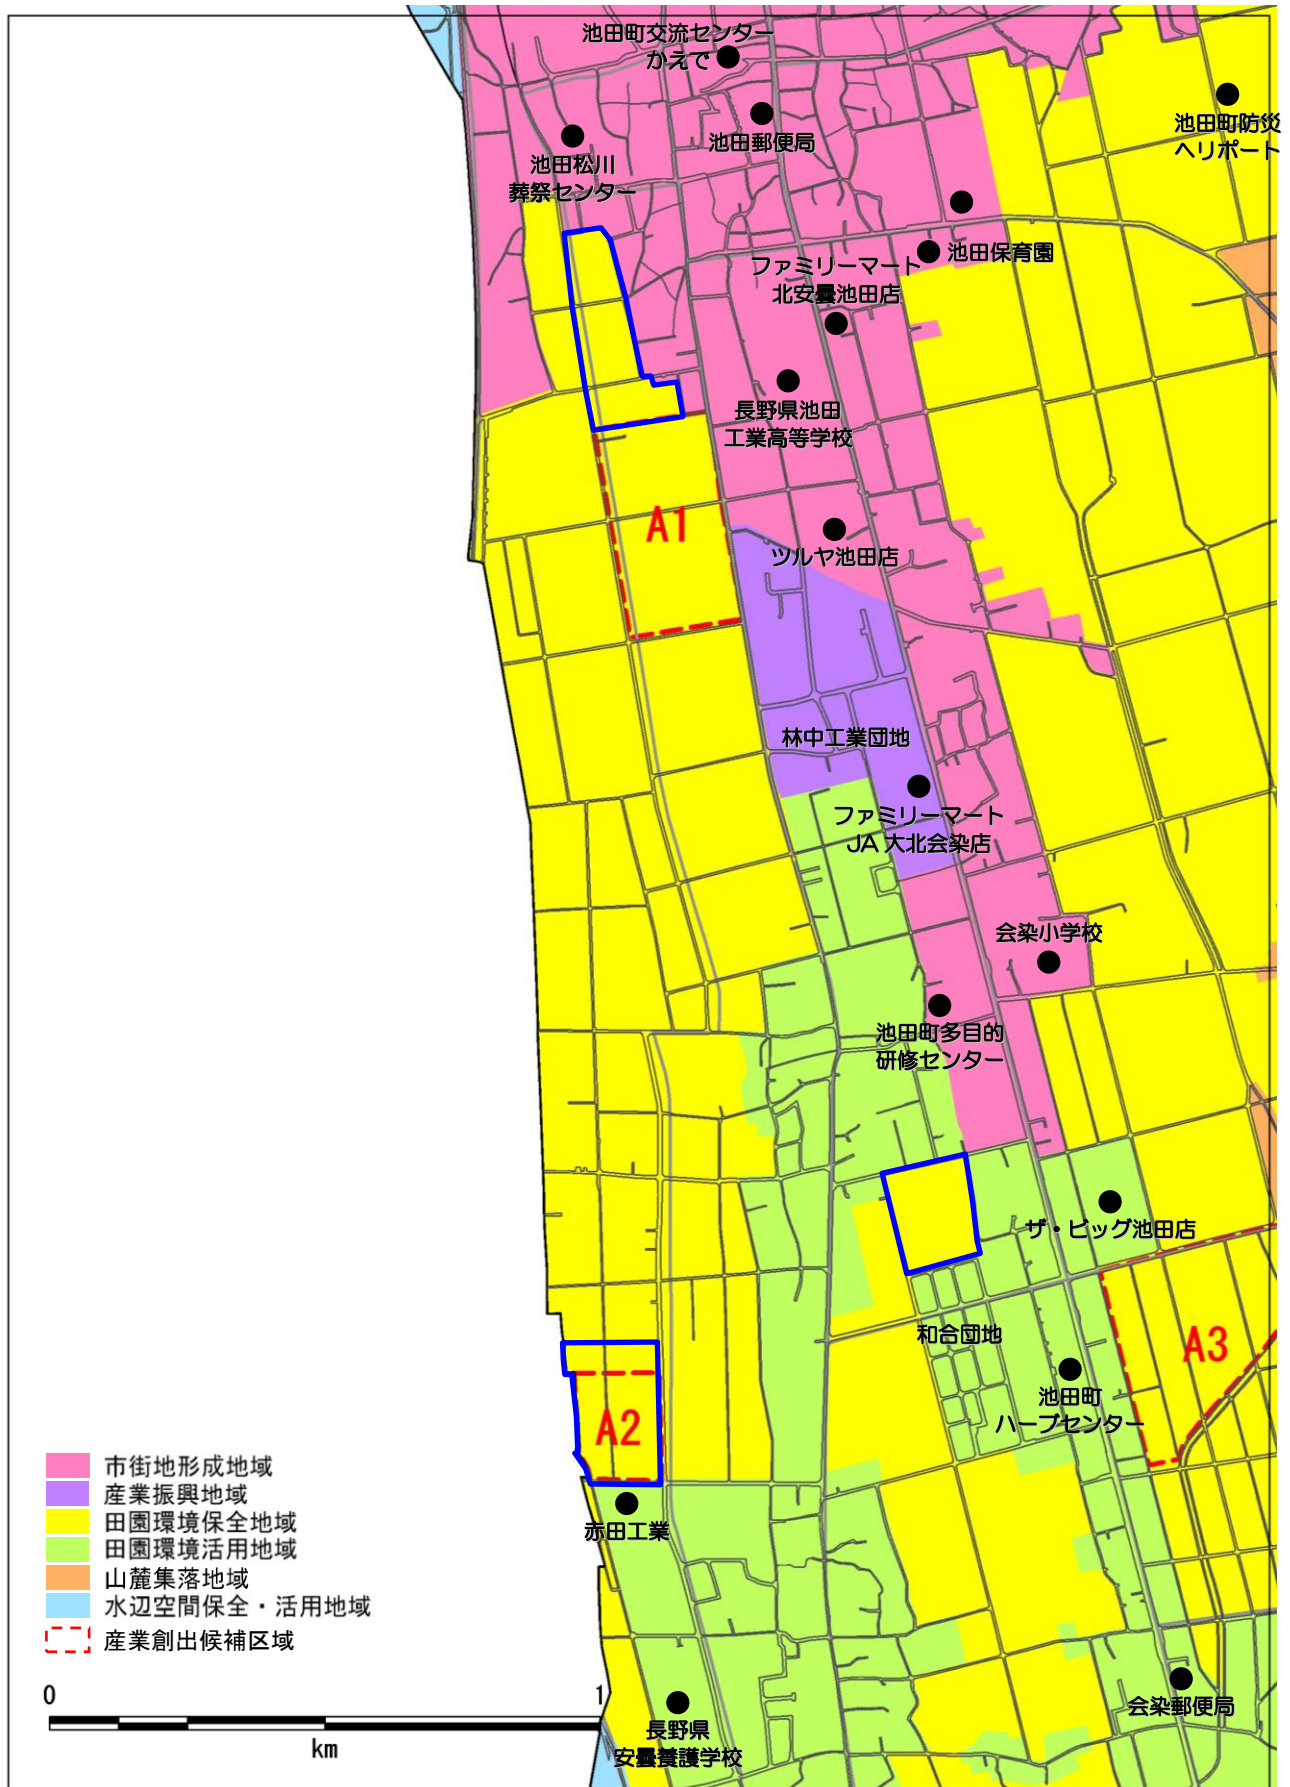 池田町交流センター
かえで
池田町防災
ヘリポート
池田郵便局
池田松川
葬祭センター
池田保育園
ファミリーマート
北安曇池田店
長野県池田
工業高等学校
A1
ツルヤ池田店
林中工業団地
ファミリーマート
JA 大北会染店
会染小学校
池田町多目的
研修センター
ザ・ビッグ池田店
和合団地
A3
池田町
ハーブセンター
A2
赤田工業
市街地形成地域
産業振興地域
田園環境保全地域
田園環境活用地域
山麓集落地域
水辺空間保全・活用地域
産業創出候補区域
0
1
km
会染郵便局
長野県
安曇養護学校